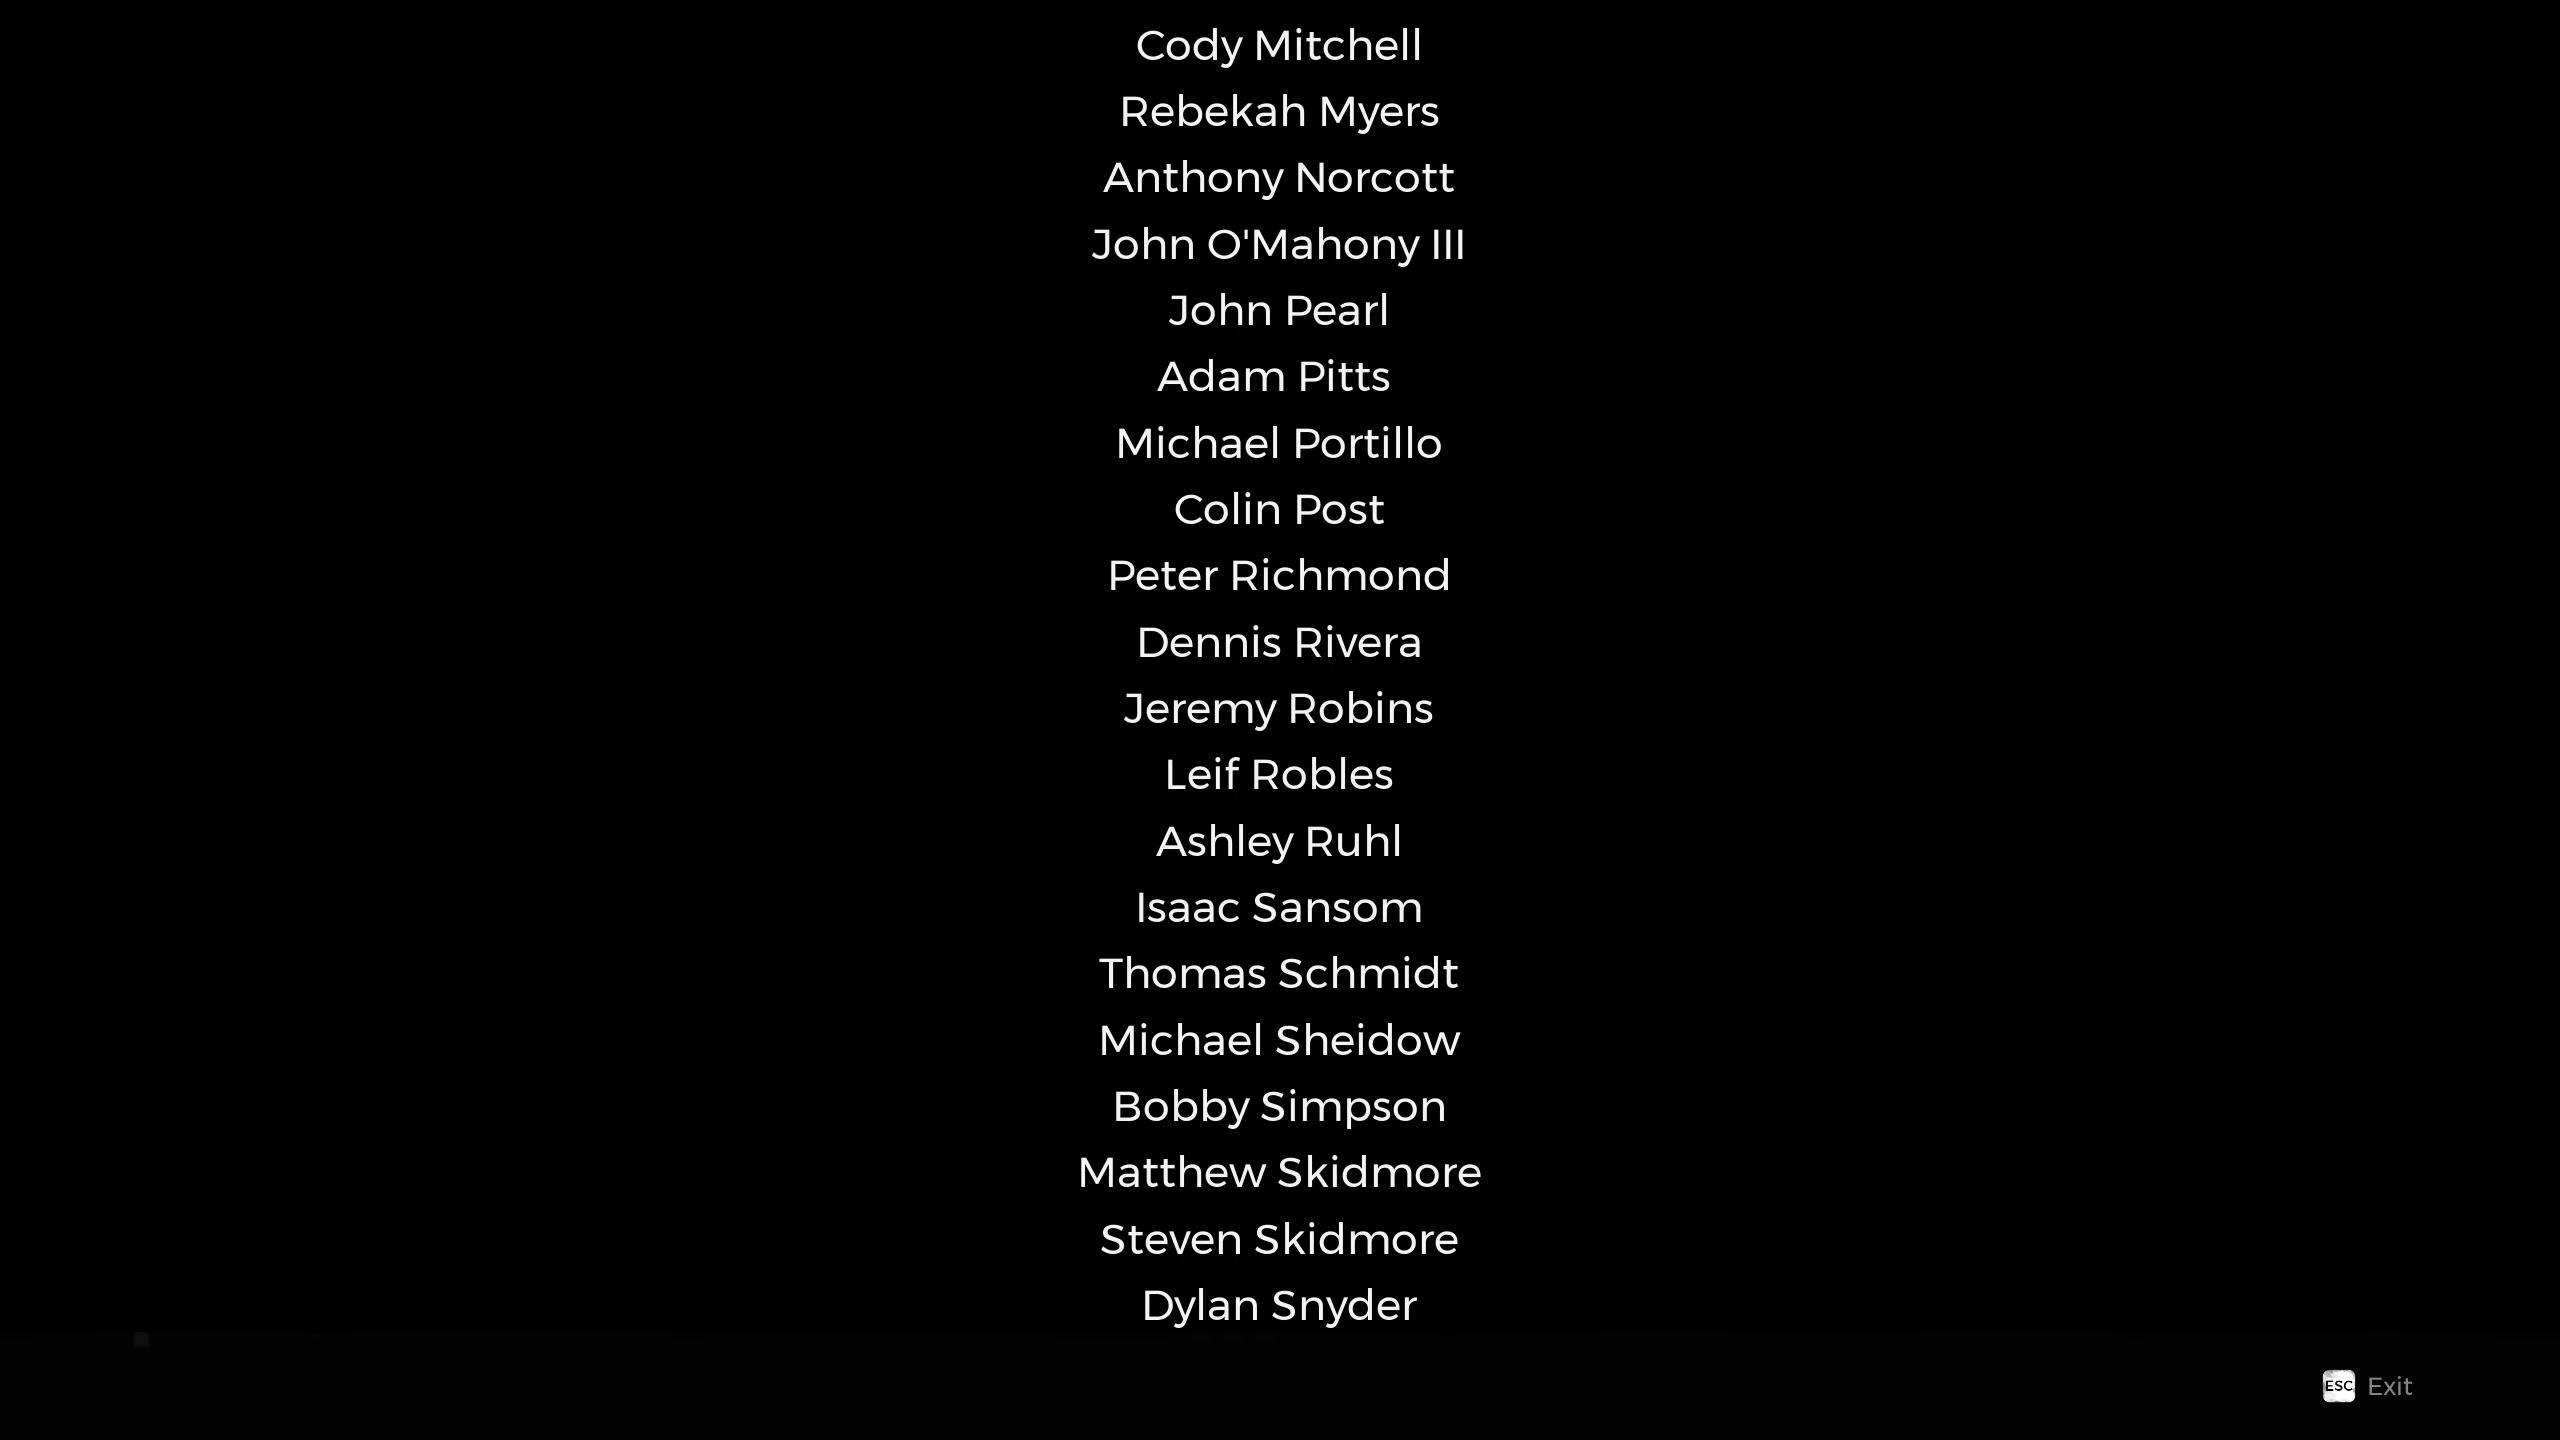 Cody Mitchell
Rebekah Myers
Anthony Norcott
John O'Mahony III
John Pearl
Adam Pitts
Michael Portillo
Colin Post
Peter Richmond
Dennis Rivera
Jeremy Robins
Leif Robles
Ashley Ruhl
Isaac Sansom
Thomas Schmidt
Michael Sheidow
Bobby Simpson
Matthew Skidmore
Steven Skidmore
Dylan Snyder
ESC Exit